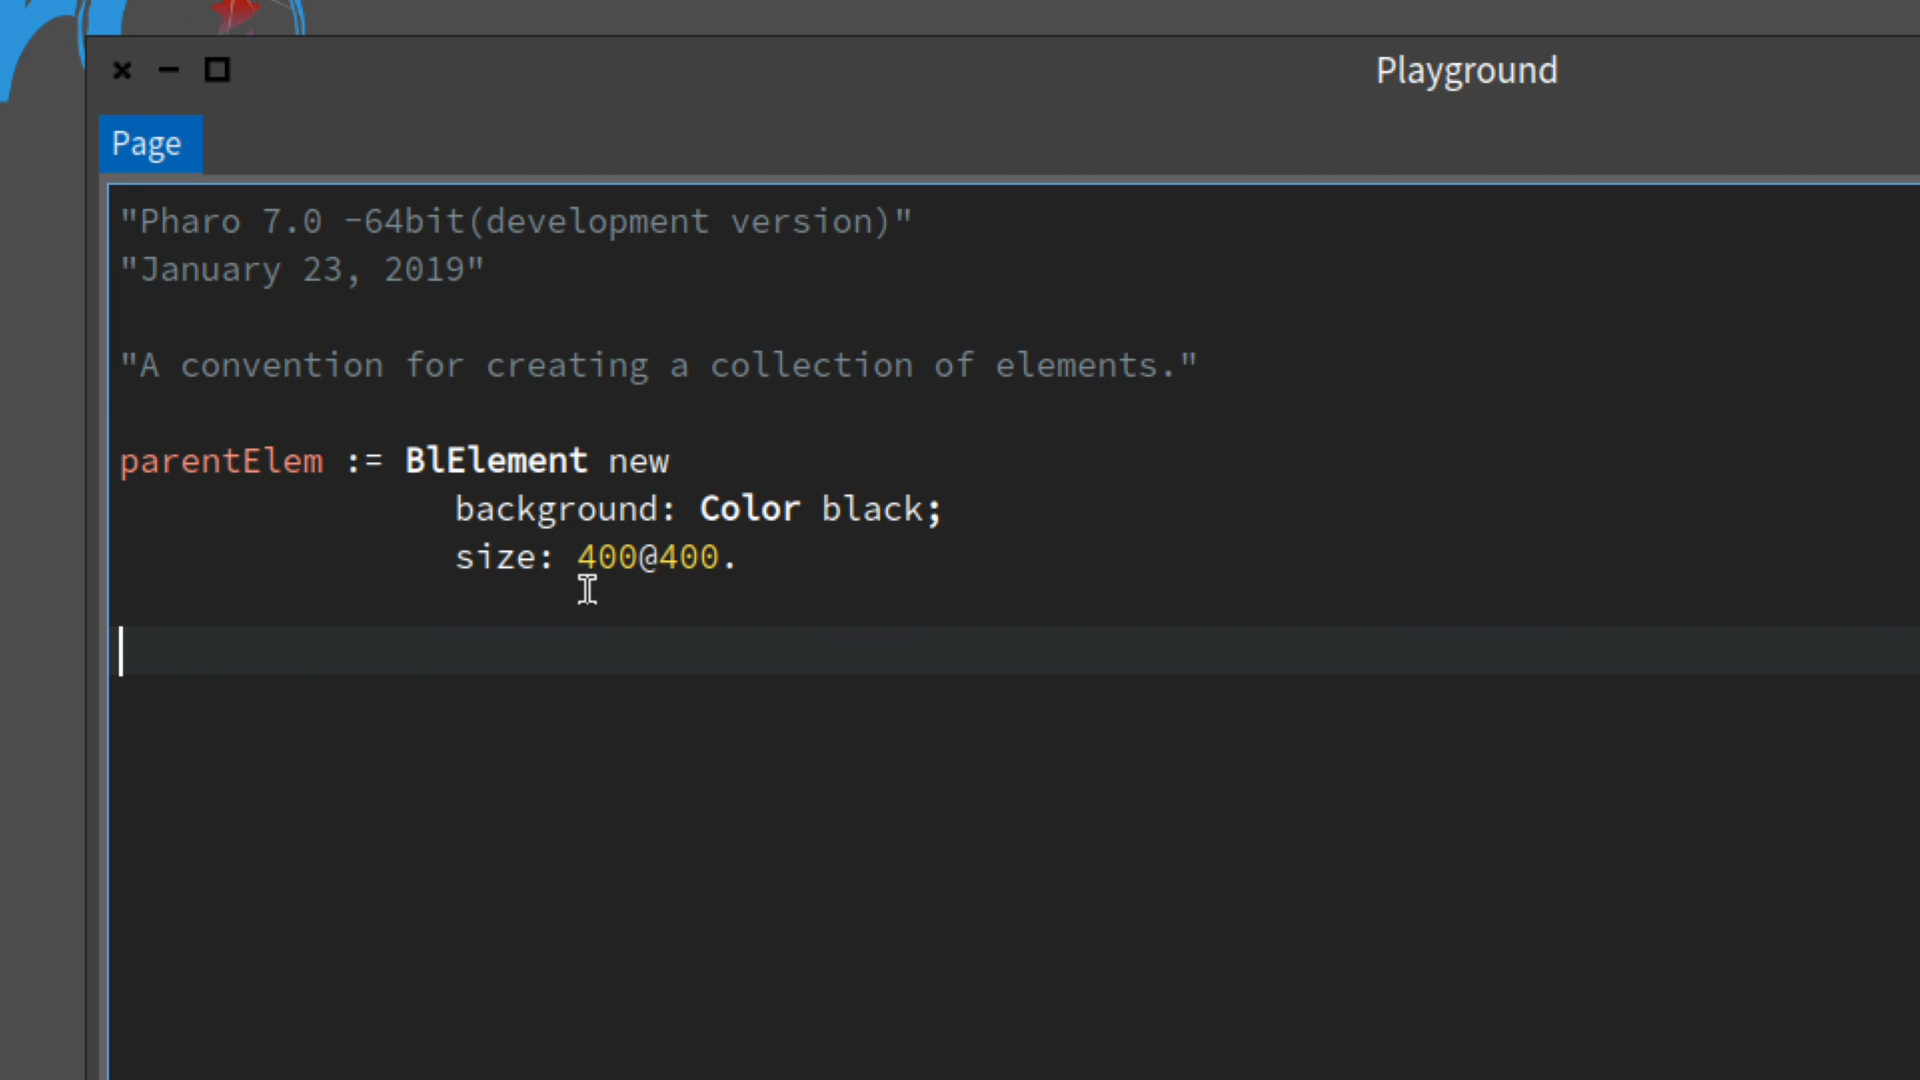 Playground
Page
"Pharo 7.0 -64bit(development version)"
"January 23, 2019"
"A convention for creating a collection of elements."
parentElem := BlElement new
background: Color black;
size: 400@400.